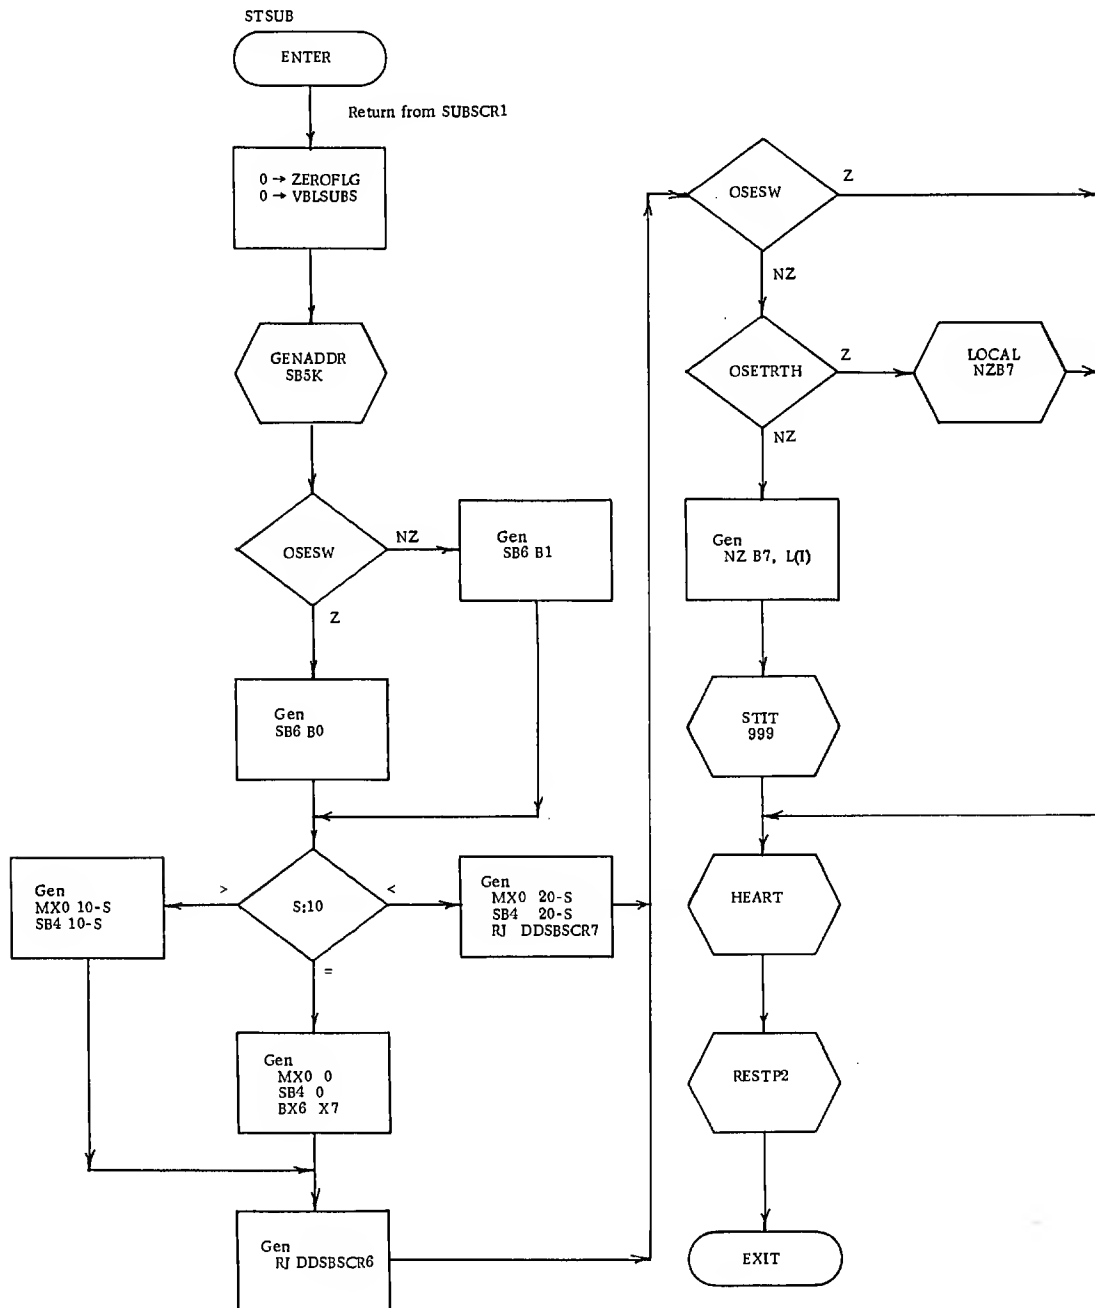 STSUB
ENTER
Return from SUBSCR1
0 → ZEROFLG
0 → VBLSUBS
GENADDR
SB5K
OSESW
NZ
Z
Gen
SB6 B1
Gen
SB6 B0
S:10
>
<
=
Gen
MX0 10-S
SB4 10-S
Gen
MX0 20-S
SB4 20-S
RJ DDSBSCR7
Gen
MX0 0
SB4 0
BX6 X7
Gen
RJ DDSBSCR6
OSESW
Z
NZ
OSETRTH
Z
NZ
LOCAL
NZB7
Gen
NZ B7, L(I)
STIT
999
HEART
RESTP2
EXIT